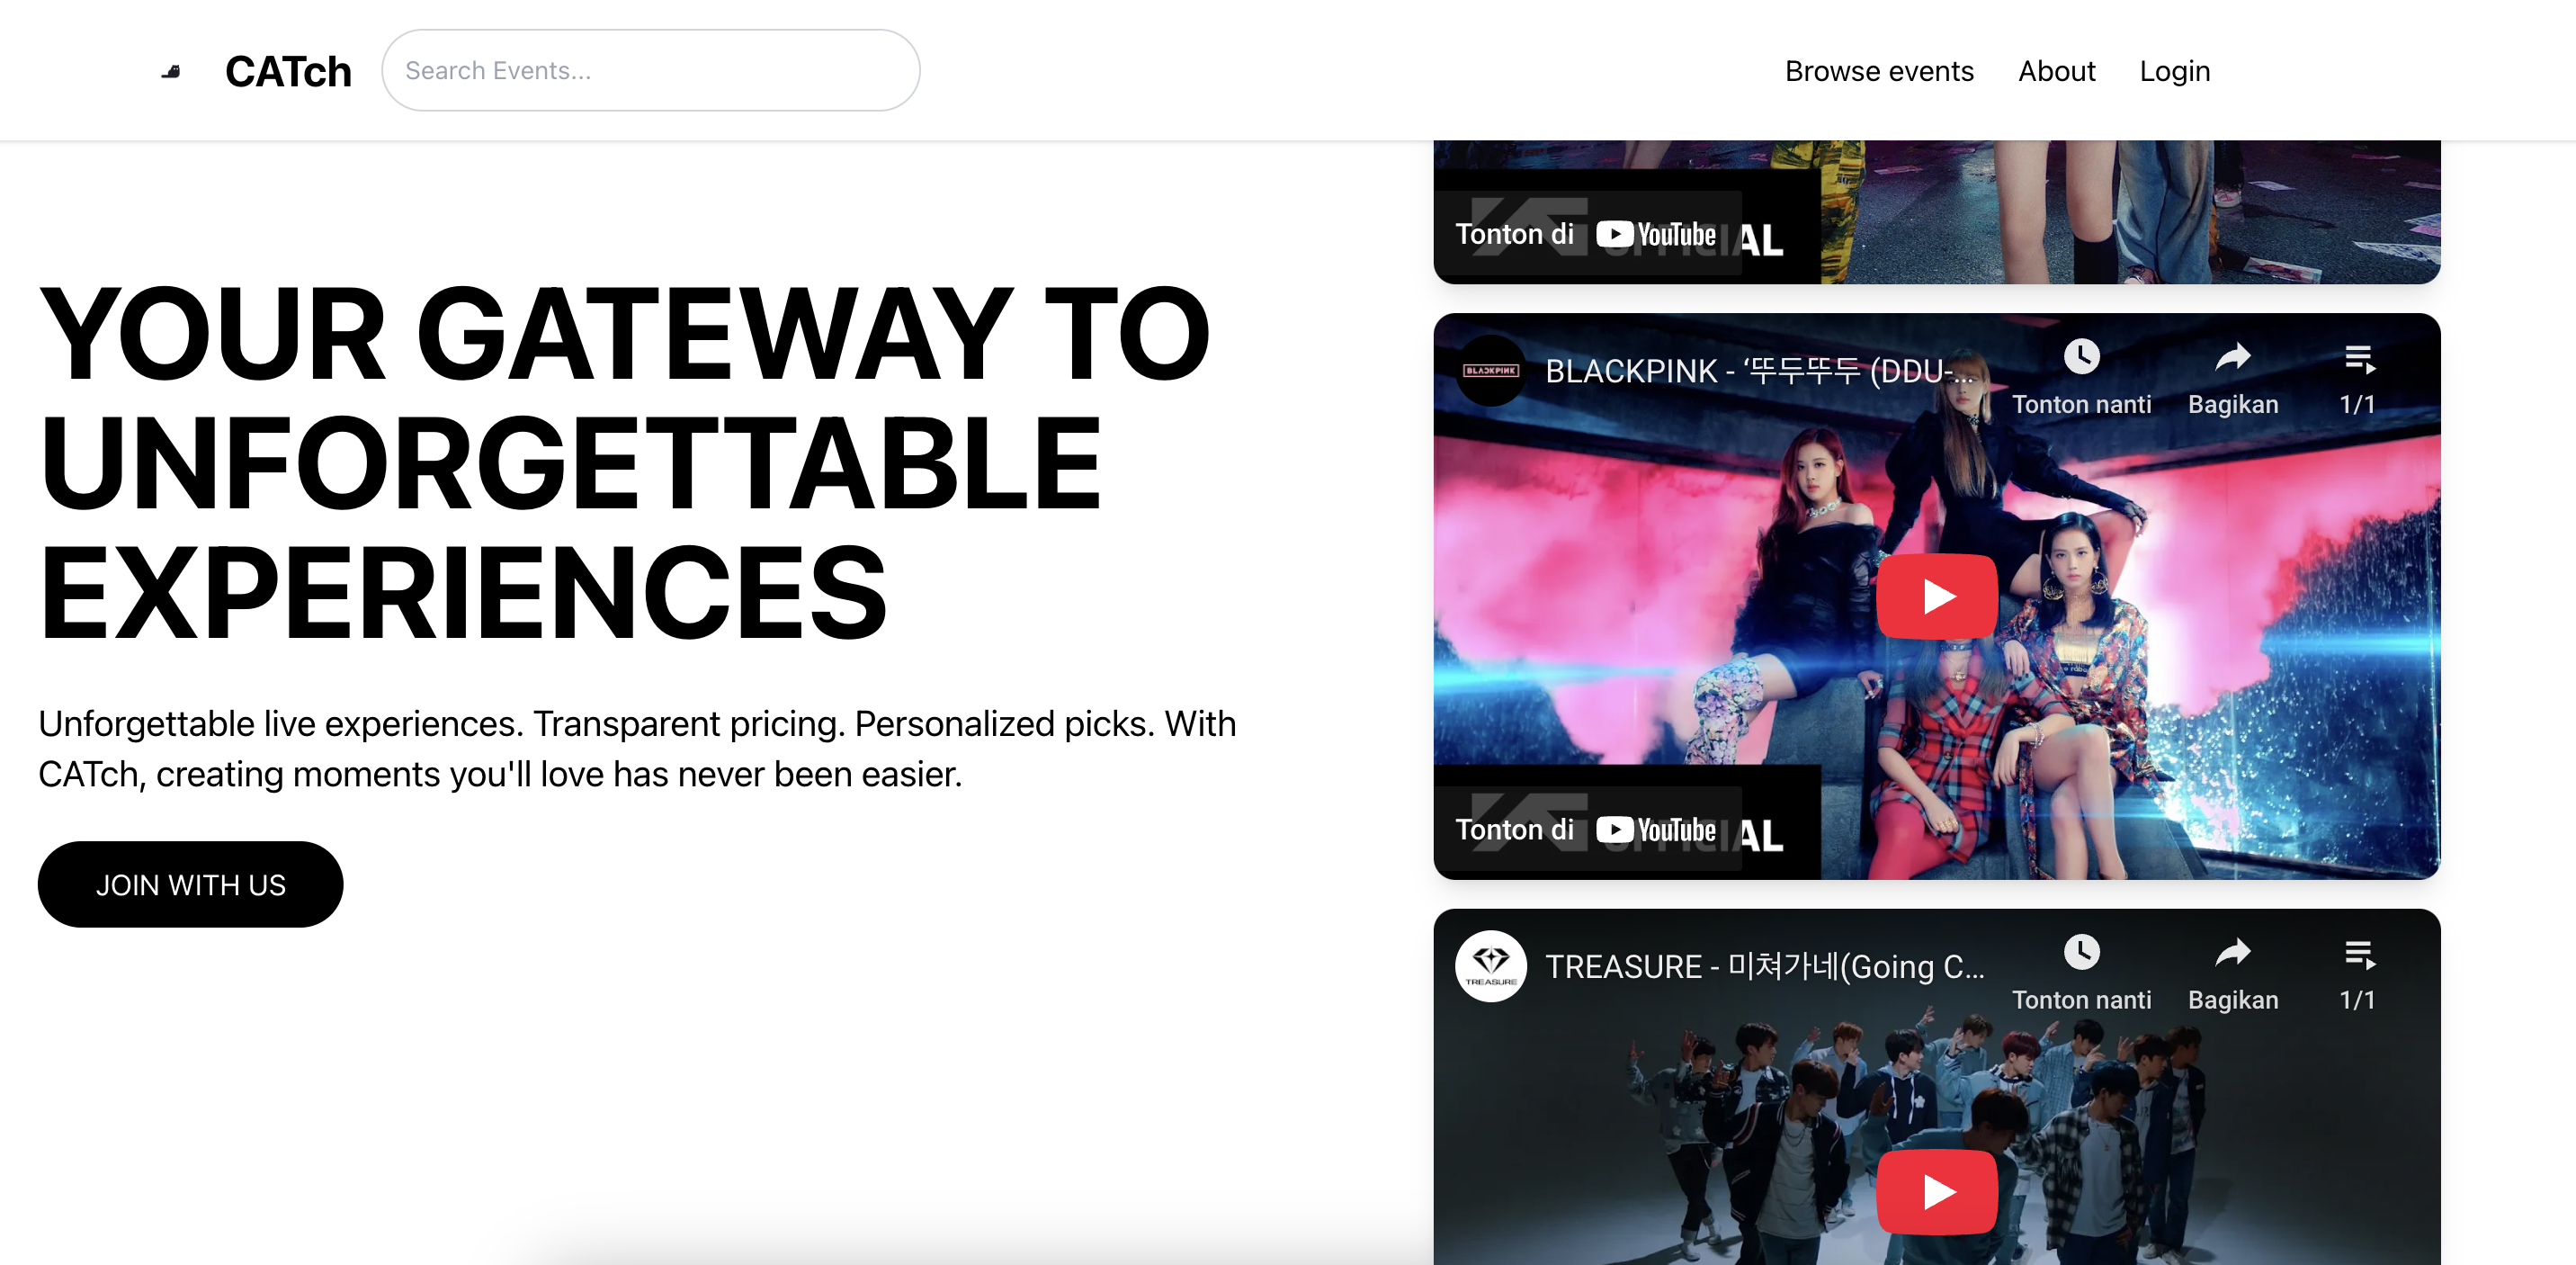 CATch
Search Events...
Browse events
About
Login
YOUR GATEWAY TO
UNFORGETTABLE
EXPERIENCES
Unforgettable live experiences. Transparent pricing. Personalized picks. With
CATch, creating moments you'll love has never been easier.
JOIN WITH US
Tonton di YouTube
BLACKPINK
BLACKPINK - ‘뚜두뚜두 (DDU-...
Tonton nanti
Bagikan
1/1
Tonton di YouTube
TREASURE
TREASURE - 미쳐가네(Going C...
Tonton nanti
Bagikan
1/1